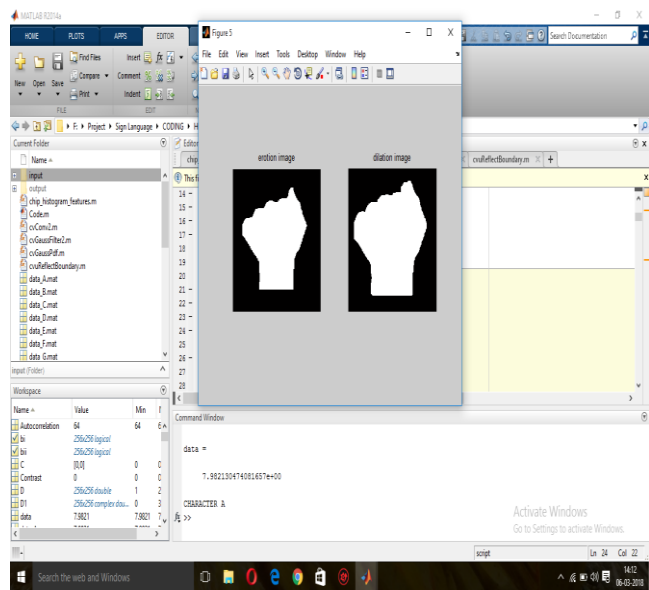 MATLAB R2014a
HOME PLOTS APPS EDITOR
Search Documentation
New Open Save
Find Files
Compare
Print
Insert
Comment
Indent
FILE
EDIT
E: Project Sign Language CODING
Current Folder
Name
input
output
chip_histogram_features.m
Code.m
cvConv2.m
cvGaussFilter2.m
cvGaussPdf.m
cvuReflectBoundary.m
data_A.mat
data_B.mat
data_C.mat
data_D.mat
data_E.mat
data_F.mat
data_G.mat
input (Folder)
Workspace
Name Value Min
Autocorrelation 64 64
bi 256x256 logical
bii 256x256 logical
C [0,0] 0
Contrast 0 0
D 256x256 double 1 2
D1 256x256 complex dou... 0 3
data 7.9821 7.9821 7
Editor
chip
cvuReflectBoundary.m
This fi
14
15
16
17
18
19
20
21
22
23
24
25
26
27
28
Figure 5
File Edit View Insert Tools Desktop Window Help
erotion image
dilation image
Command Window
data =
7.982130474081657e+00
CHARACTER A
fx >>
Activate Windows
Go to Settings to activate Windows.
script Ln 24 Col 22
Search the web and Windows
14:12
06-03-2018